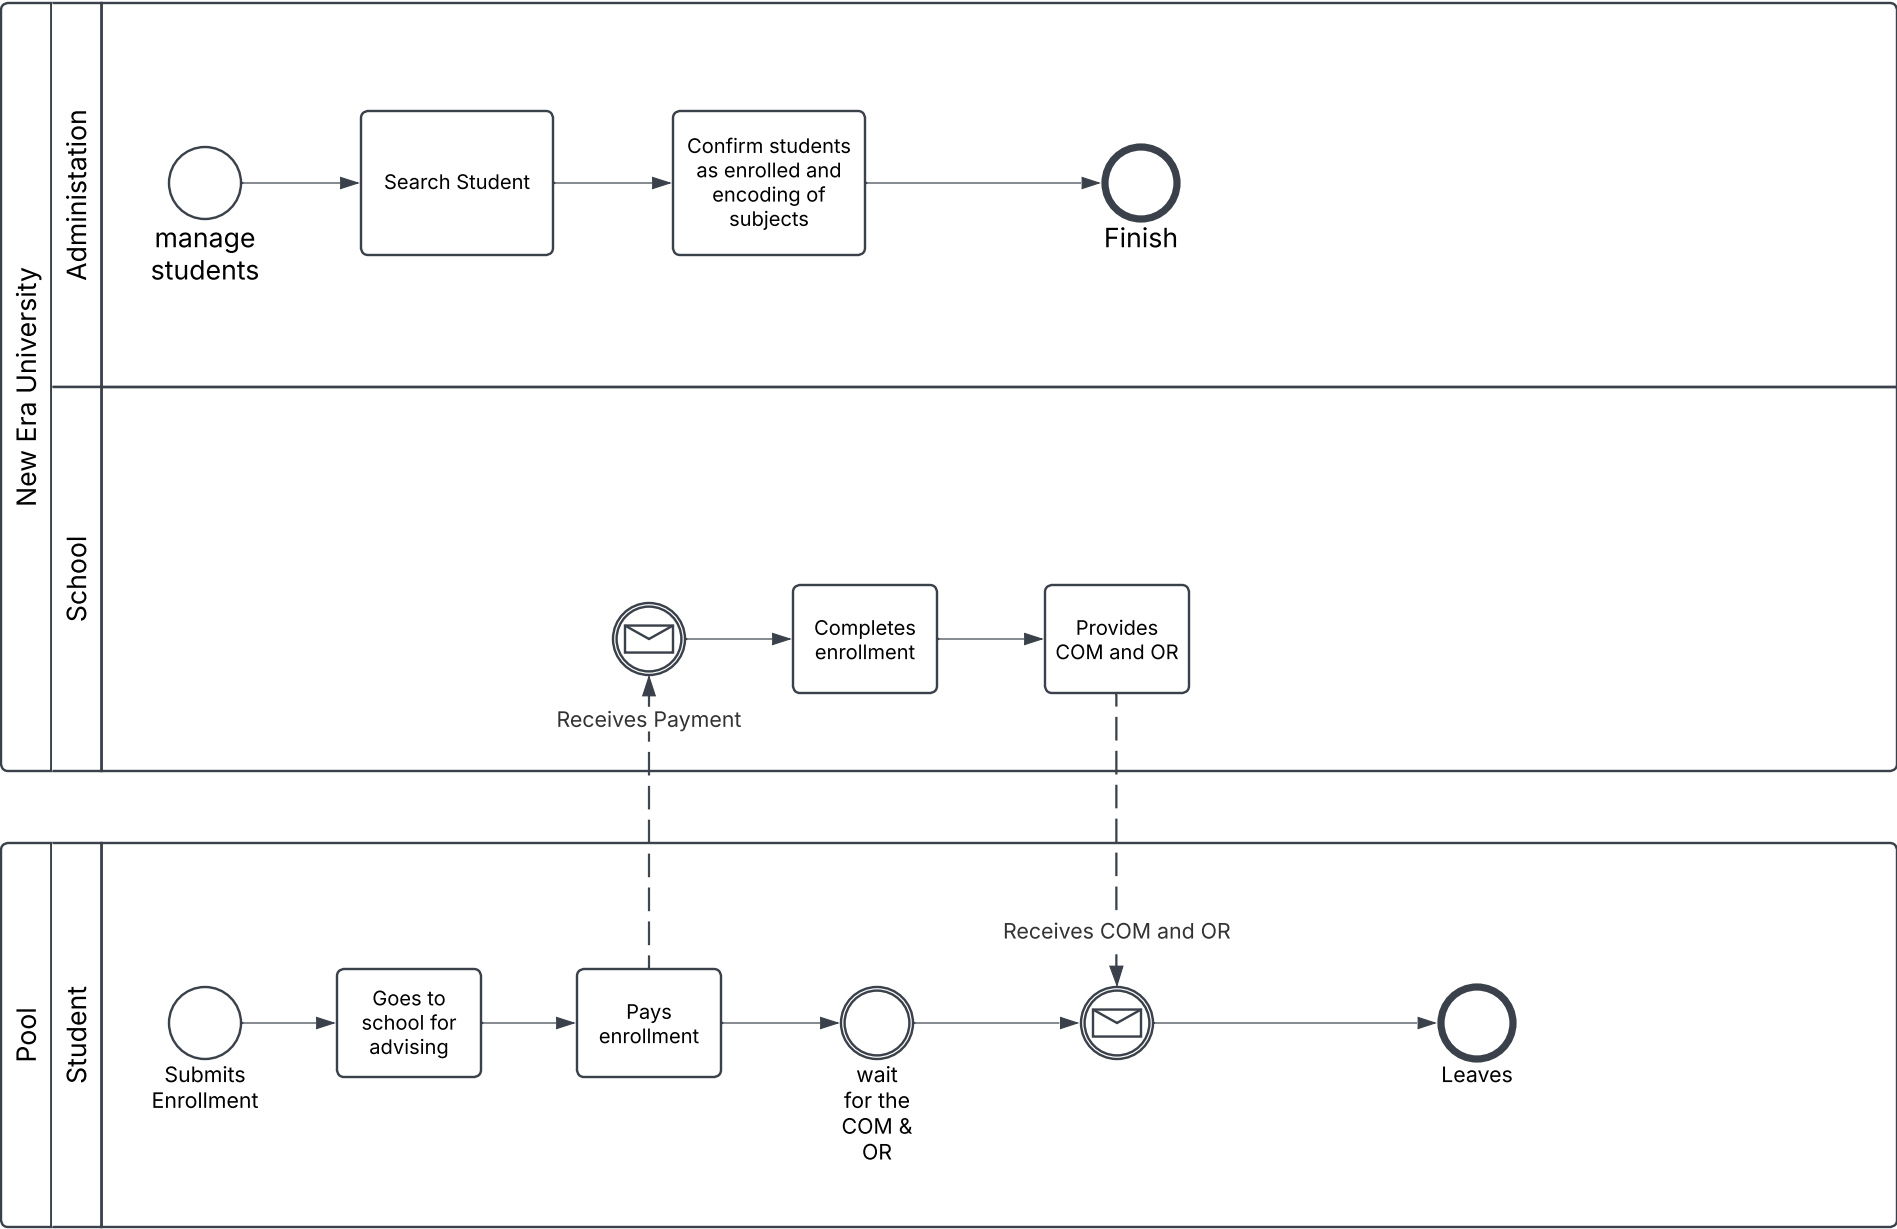 New Era University
Administation
manage
students
Search Student
Confirm students
as enrolled and
encoding of
subjects
Finish
School
Completes
enrollment
Provides
COM and OR
Receives Payment
Pool
Student
Receives COM and OR
Submits
Enrollment
Goes to
school for
advising
Pays
enrollment
wait
for the
COM &
OR
Leaves